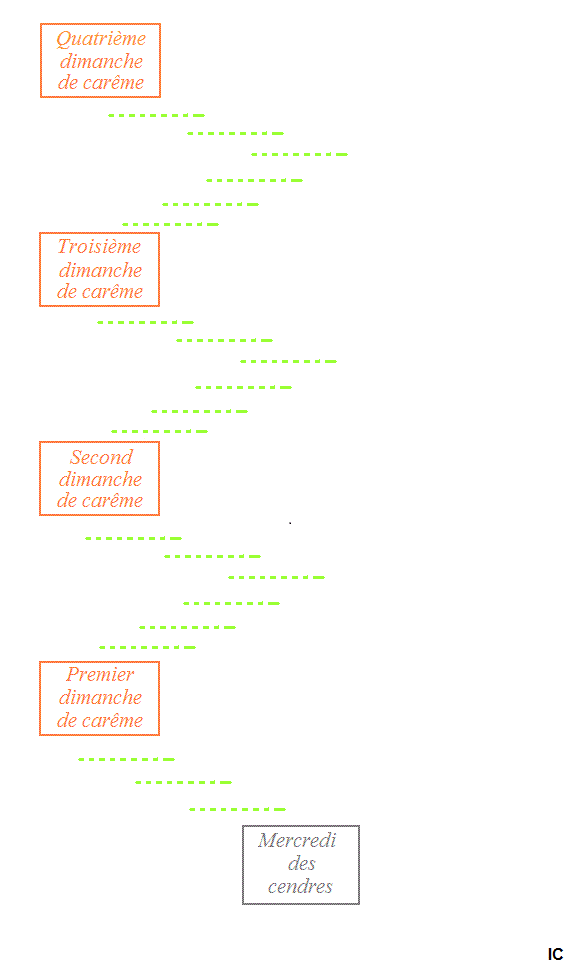 Quatrième
dimanche
de carême
Troisième
dimanche
de carême
Second
dimanche
de carême
Premier
dimanche
de carême
Mercredi
des
cendres
IC